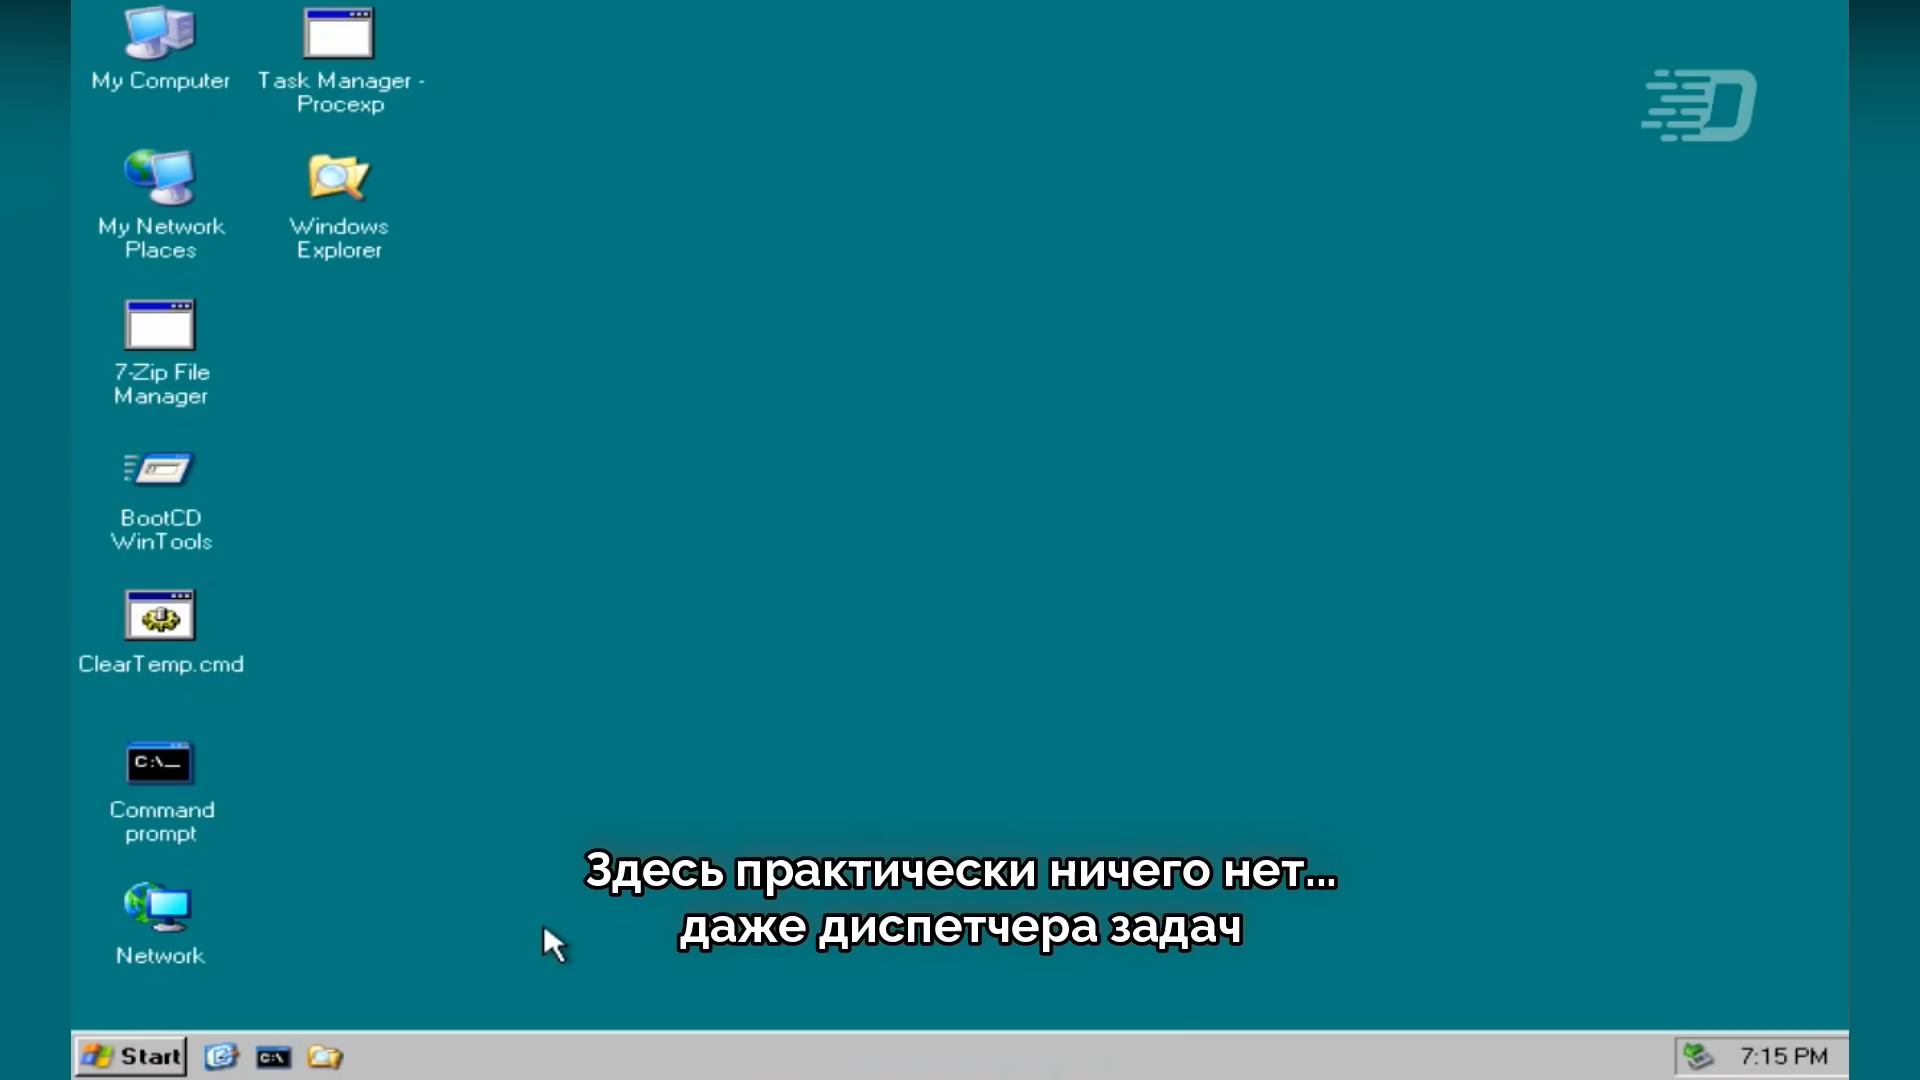 My Computer
Task Manager -
Procexp
My Network
Places
Windows
Explorer
7-Zip File
Manager
BootCD
WinTools
ClearTemp.cmd
C:\_
Command
prompt
Network
Здесь практически ничего нет...
даже диспетчера задач
Start
C:\
7:15 PM